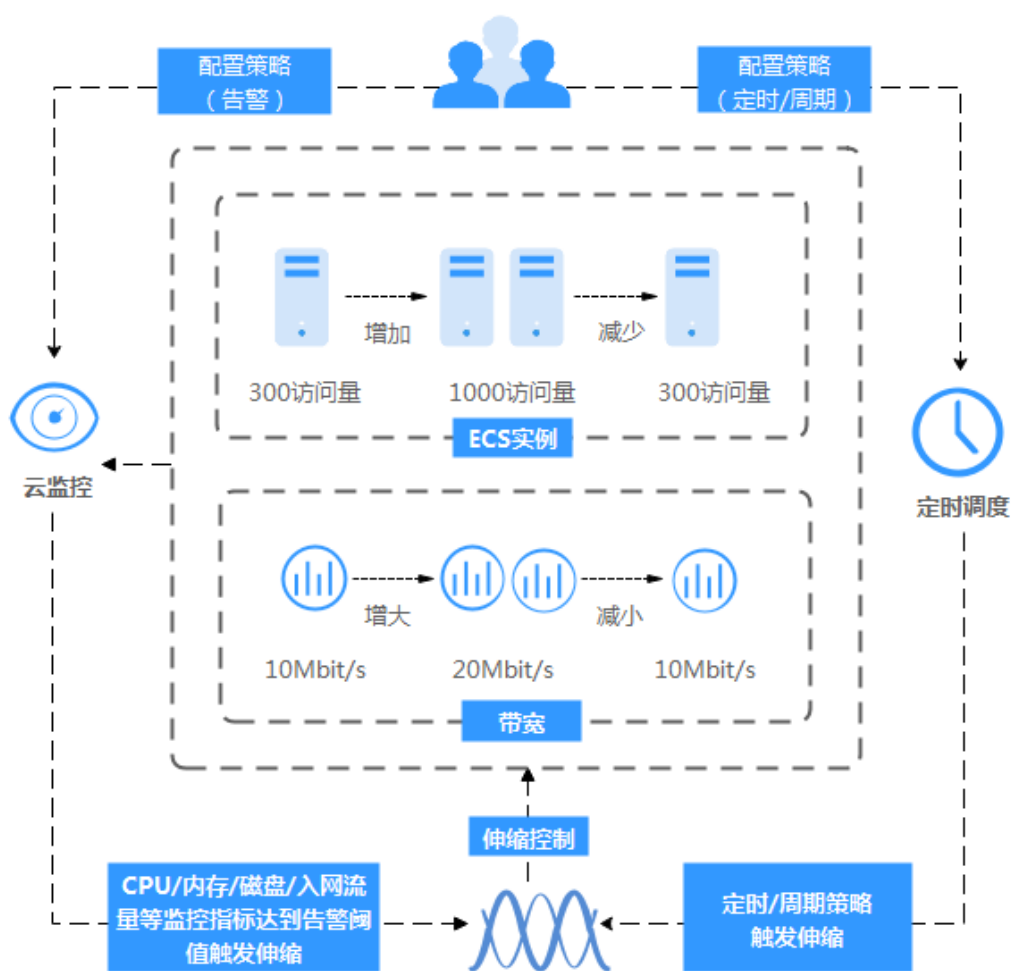 配置策略
（告警）
配置策略
（定时/周期）
增加
减少
300访问量
1000访问量
300访问量
ECS实例
云监控
定时调度
增大
减小
10Mbit/s
20Mbit/s
10Mbit/s
带宽
伸缩控制
CPU/内存/磁盘/入网流
量等监控指标达到告警阈
值触发伸缩
定时/周期策略
触发伸缩